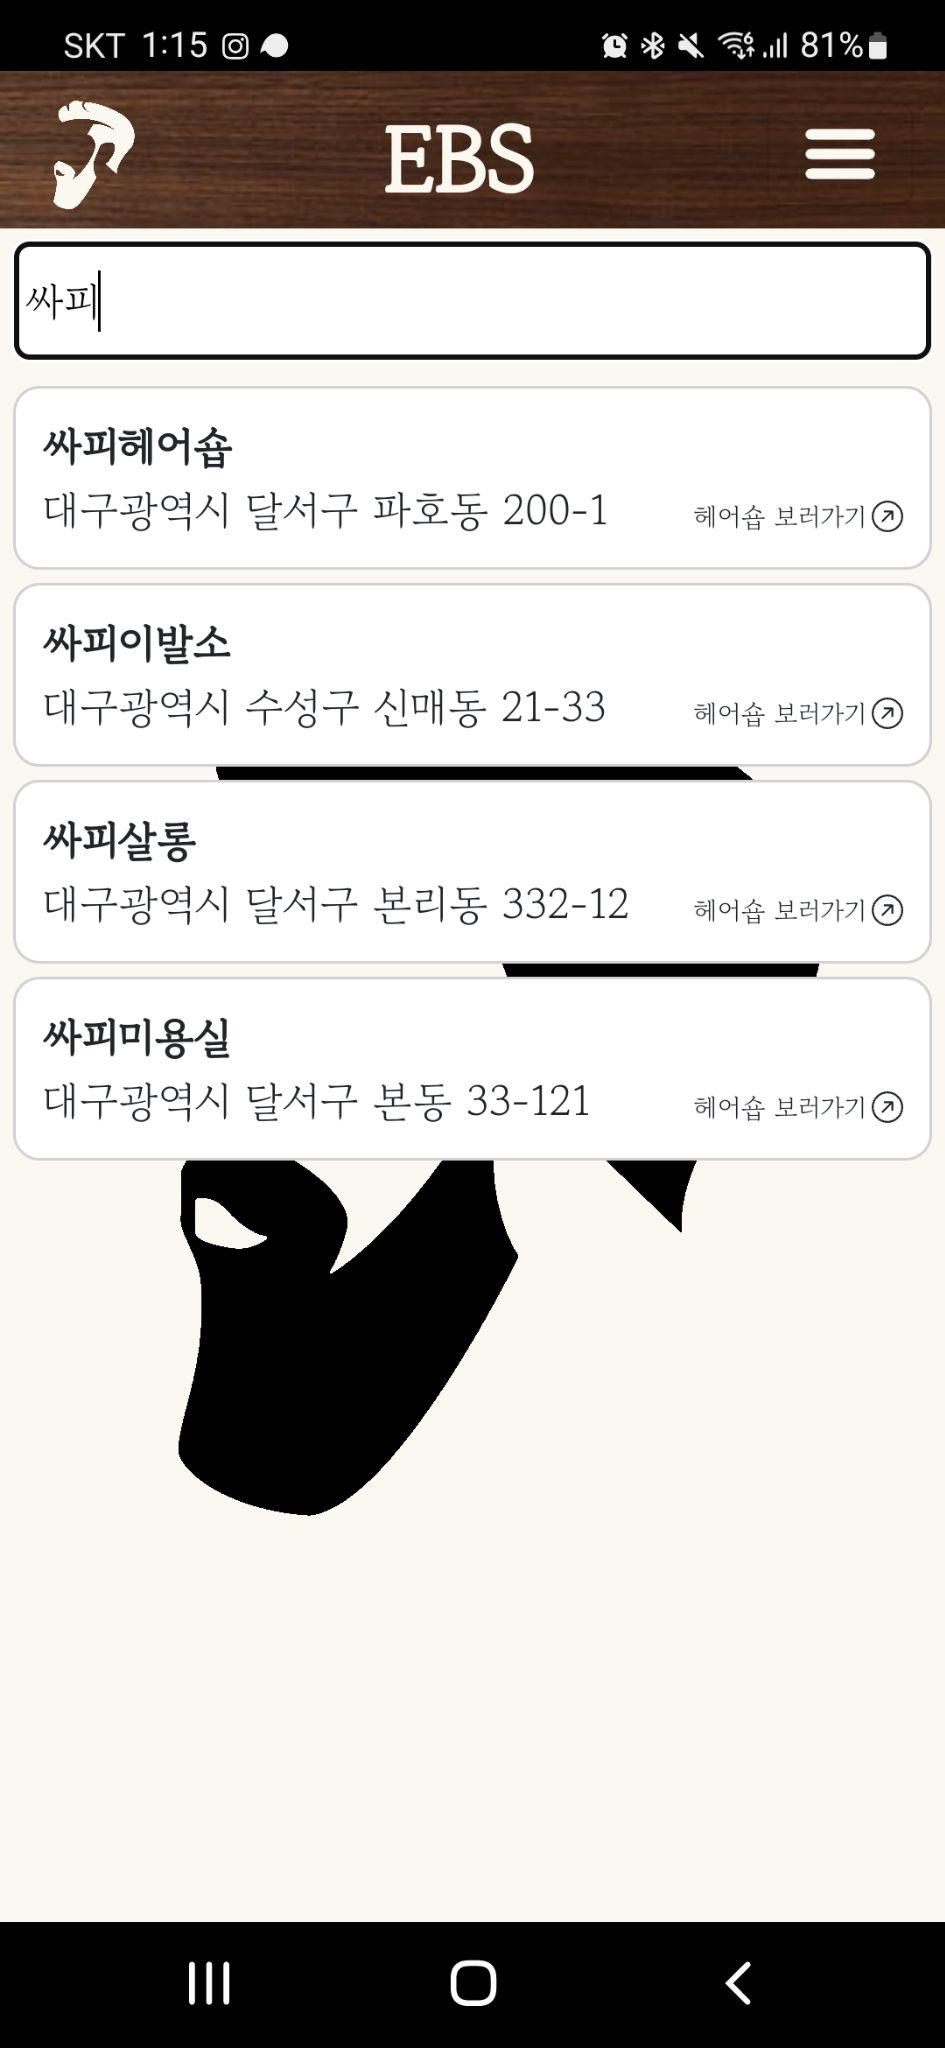 SKT 1:15 81%
EBS
싸피
싸피헤어숍
대구광역시 달서구 파호동 200-1 헤어숍 보러가기
싸피이발소
대구광역시 수성구 신매동 21-33 헤어숍 보러가기
싸피살롱
대구광역시 달서구 본리동 332-12 헤어숍 보러가기
싸피미용실
대구광역시 달서구 본동 33-121 헤어숍 보러가기